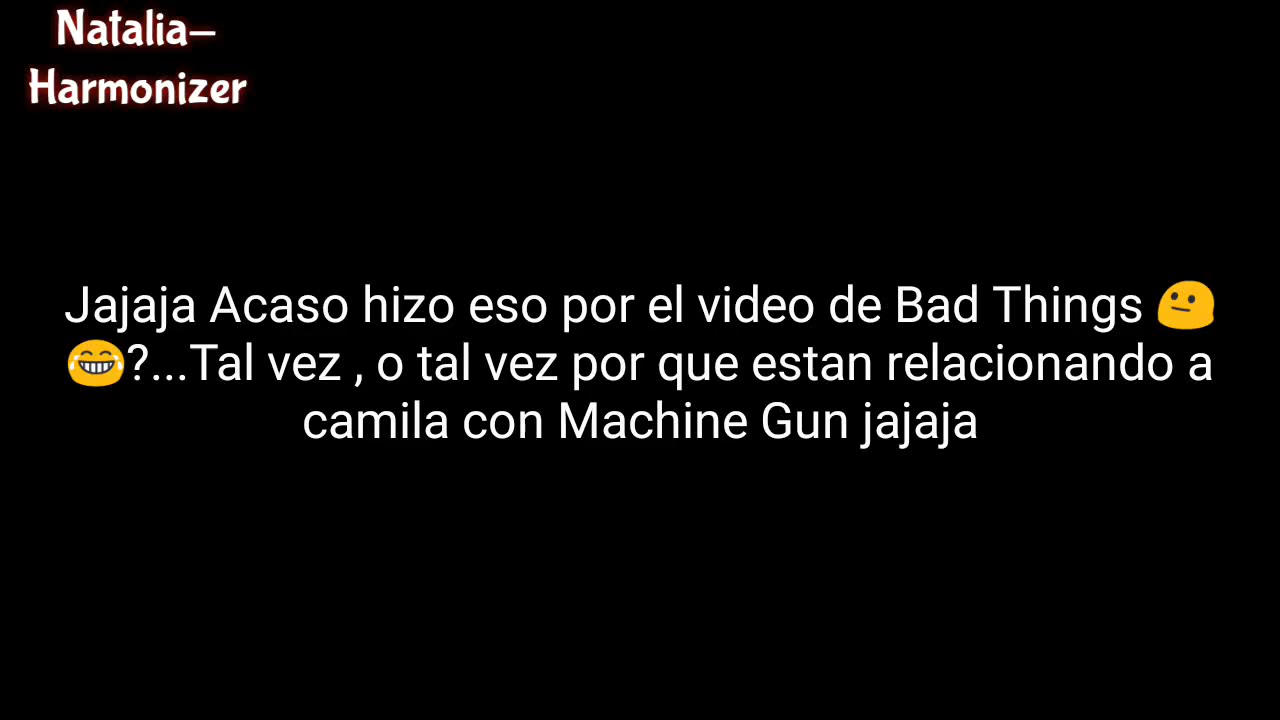 Natalia-
Harmonizer
Jajaja Acaso hizo eso por el video de Bad Things 😐
😂?...Tal vez , o tal vez por que estan relacionando a
camila con Machine Gun jajaja